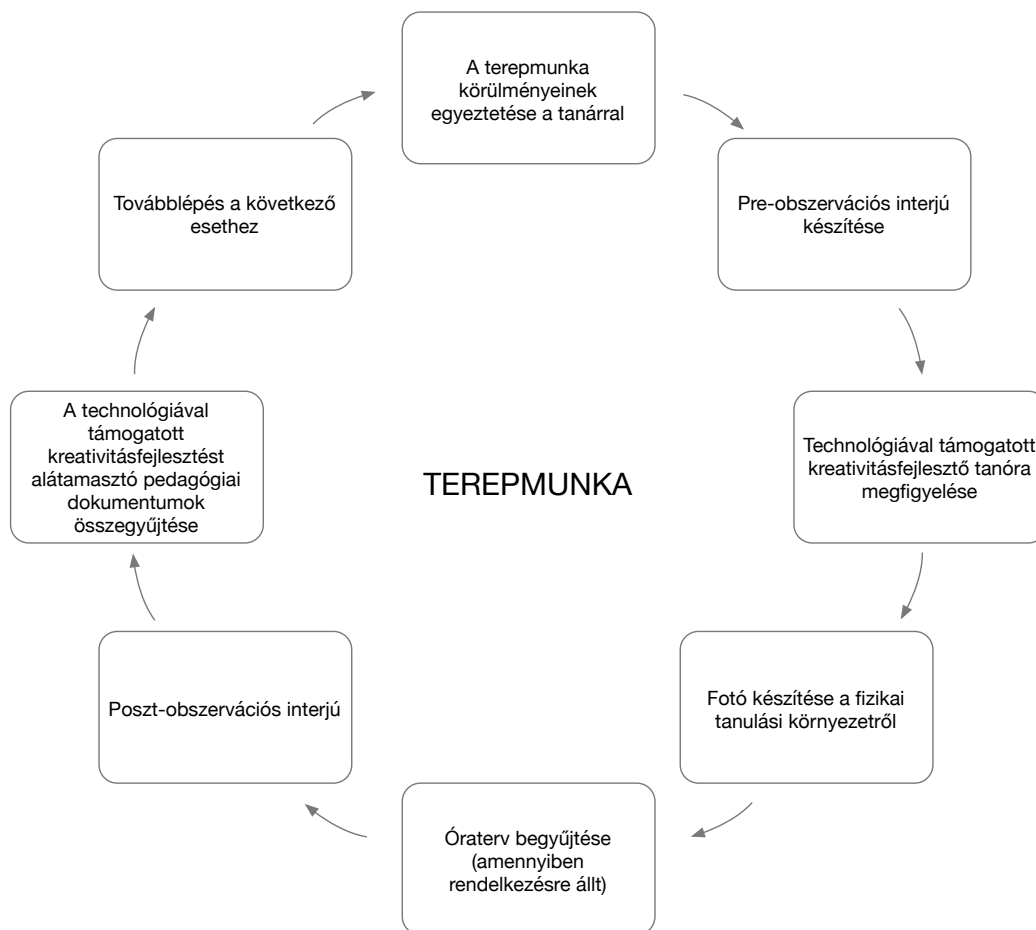 A terepmunka
körülményeinek
egyeztetése a tanárral
Pre-obszervációs interjú
készítése
Technológiával támogatott
kreativitásfejlesztő tanóra
megfigyelése
Fotó készítése a fizikai
tanulási környezetről
Óraterv begyűjtése
(amennyiben
rendelkezésre állt)
Poszt-obszervációs interjú
A technológiával
támogatott
kreativitásfejlesztést
alátamasztó pedagógiai
dokumentumok
összegyűjtése
Továbblépés a következő
esethez
TEREPMUNKA